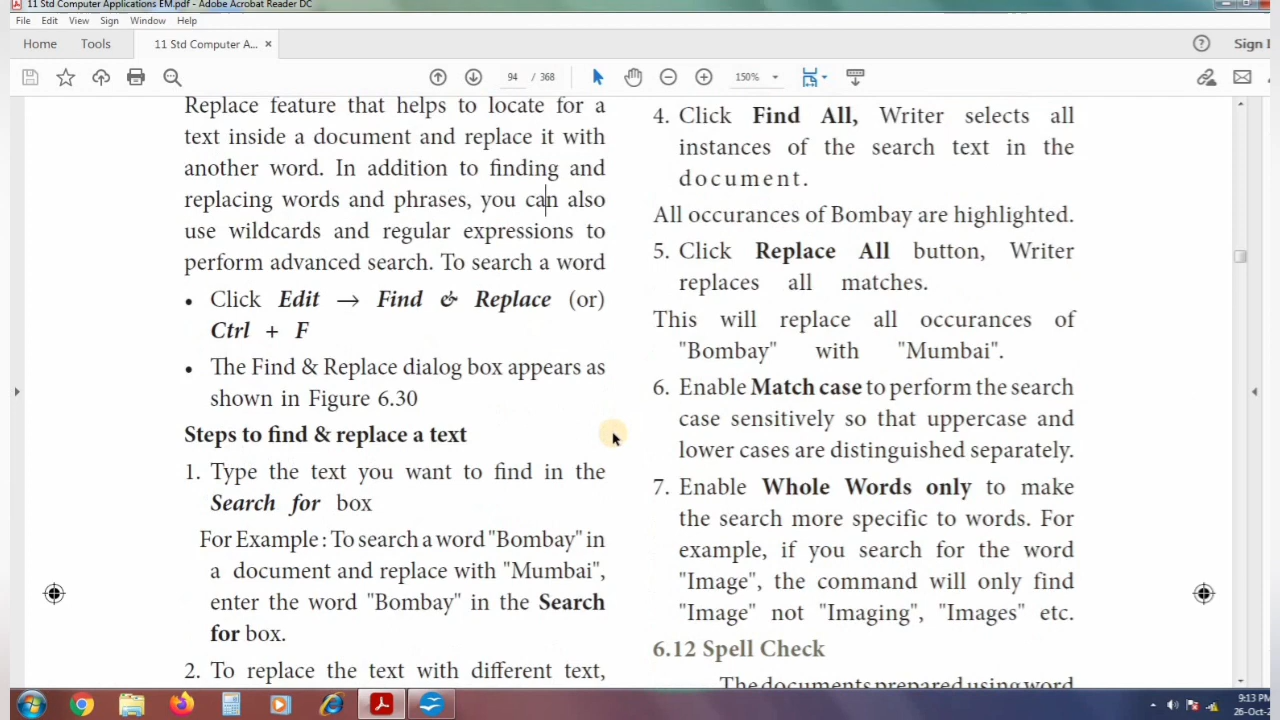 11 Std Computer Applications EM.pdf - Adobe Acrobat Reader DC
File Edit View Sign Window Help
Home Tools 11 Std Computer A... × Sign
94 / 368 150%
Replace feature that helps to locate for a
text inside a document and replace it with
another word. In addition to finding and
replacing words and phrases, you can also
use wildcards and regular expressions to
perform advanced search. To search a word
• Click Edit → Find & Replace (or)
Ctrl + F
• The Find & Replace dialog box appears as
shown in Figure 6.30
Steps to find & replace a text
1. Type the text you want to find in the
Search for box
For Example : To search a word "Bombay" in
a document and replace with "Mumbai",
enter the word "Bombay" in the Search
for box.
2. To replace the text with different text,
4. Click Find All, Writer selects all
instances of the search text in the
document.
All occurances of Bombay are highlighted.
5. Click Replace All button, Writer
replaces all matches.
This will replace all occurances of
"Bombay" with "Mumbai".
6. Enable Match case to perform the search
case sensitively so that uppercase and
lower cases are distinguished separately.
7. Enable Whole Words only to make
the search more specific to words. For
example, if you search for the word
"Image", the command will only find
"Image" not "Imaging", "Images" etc.
6.12 Spell Check
The documents prepared using word
9:13 PM
26-Oct-2